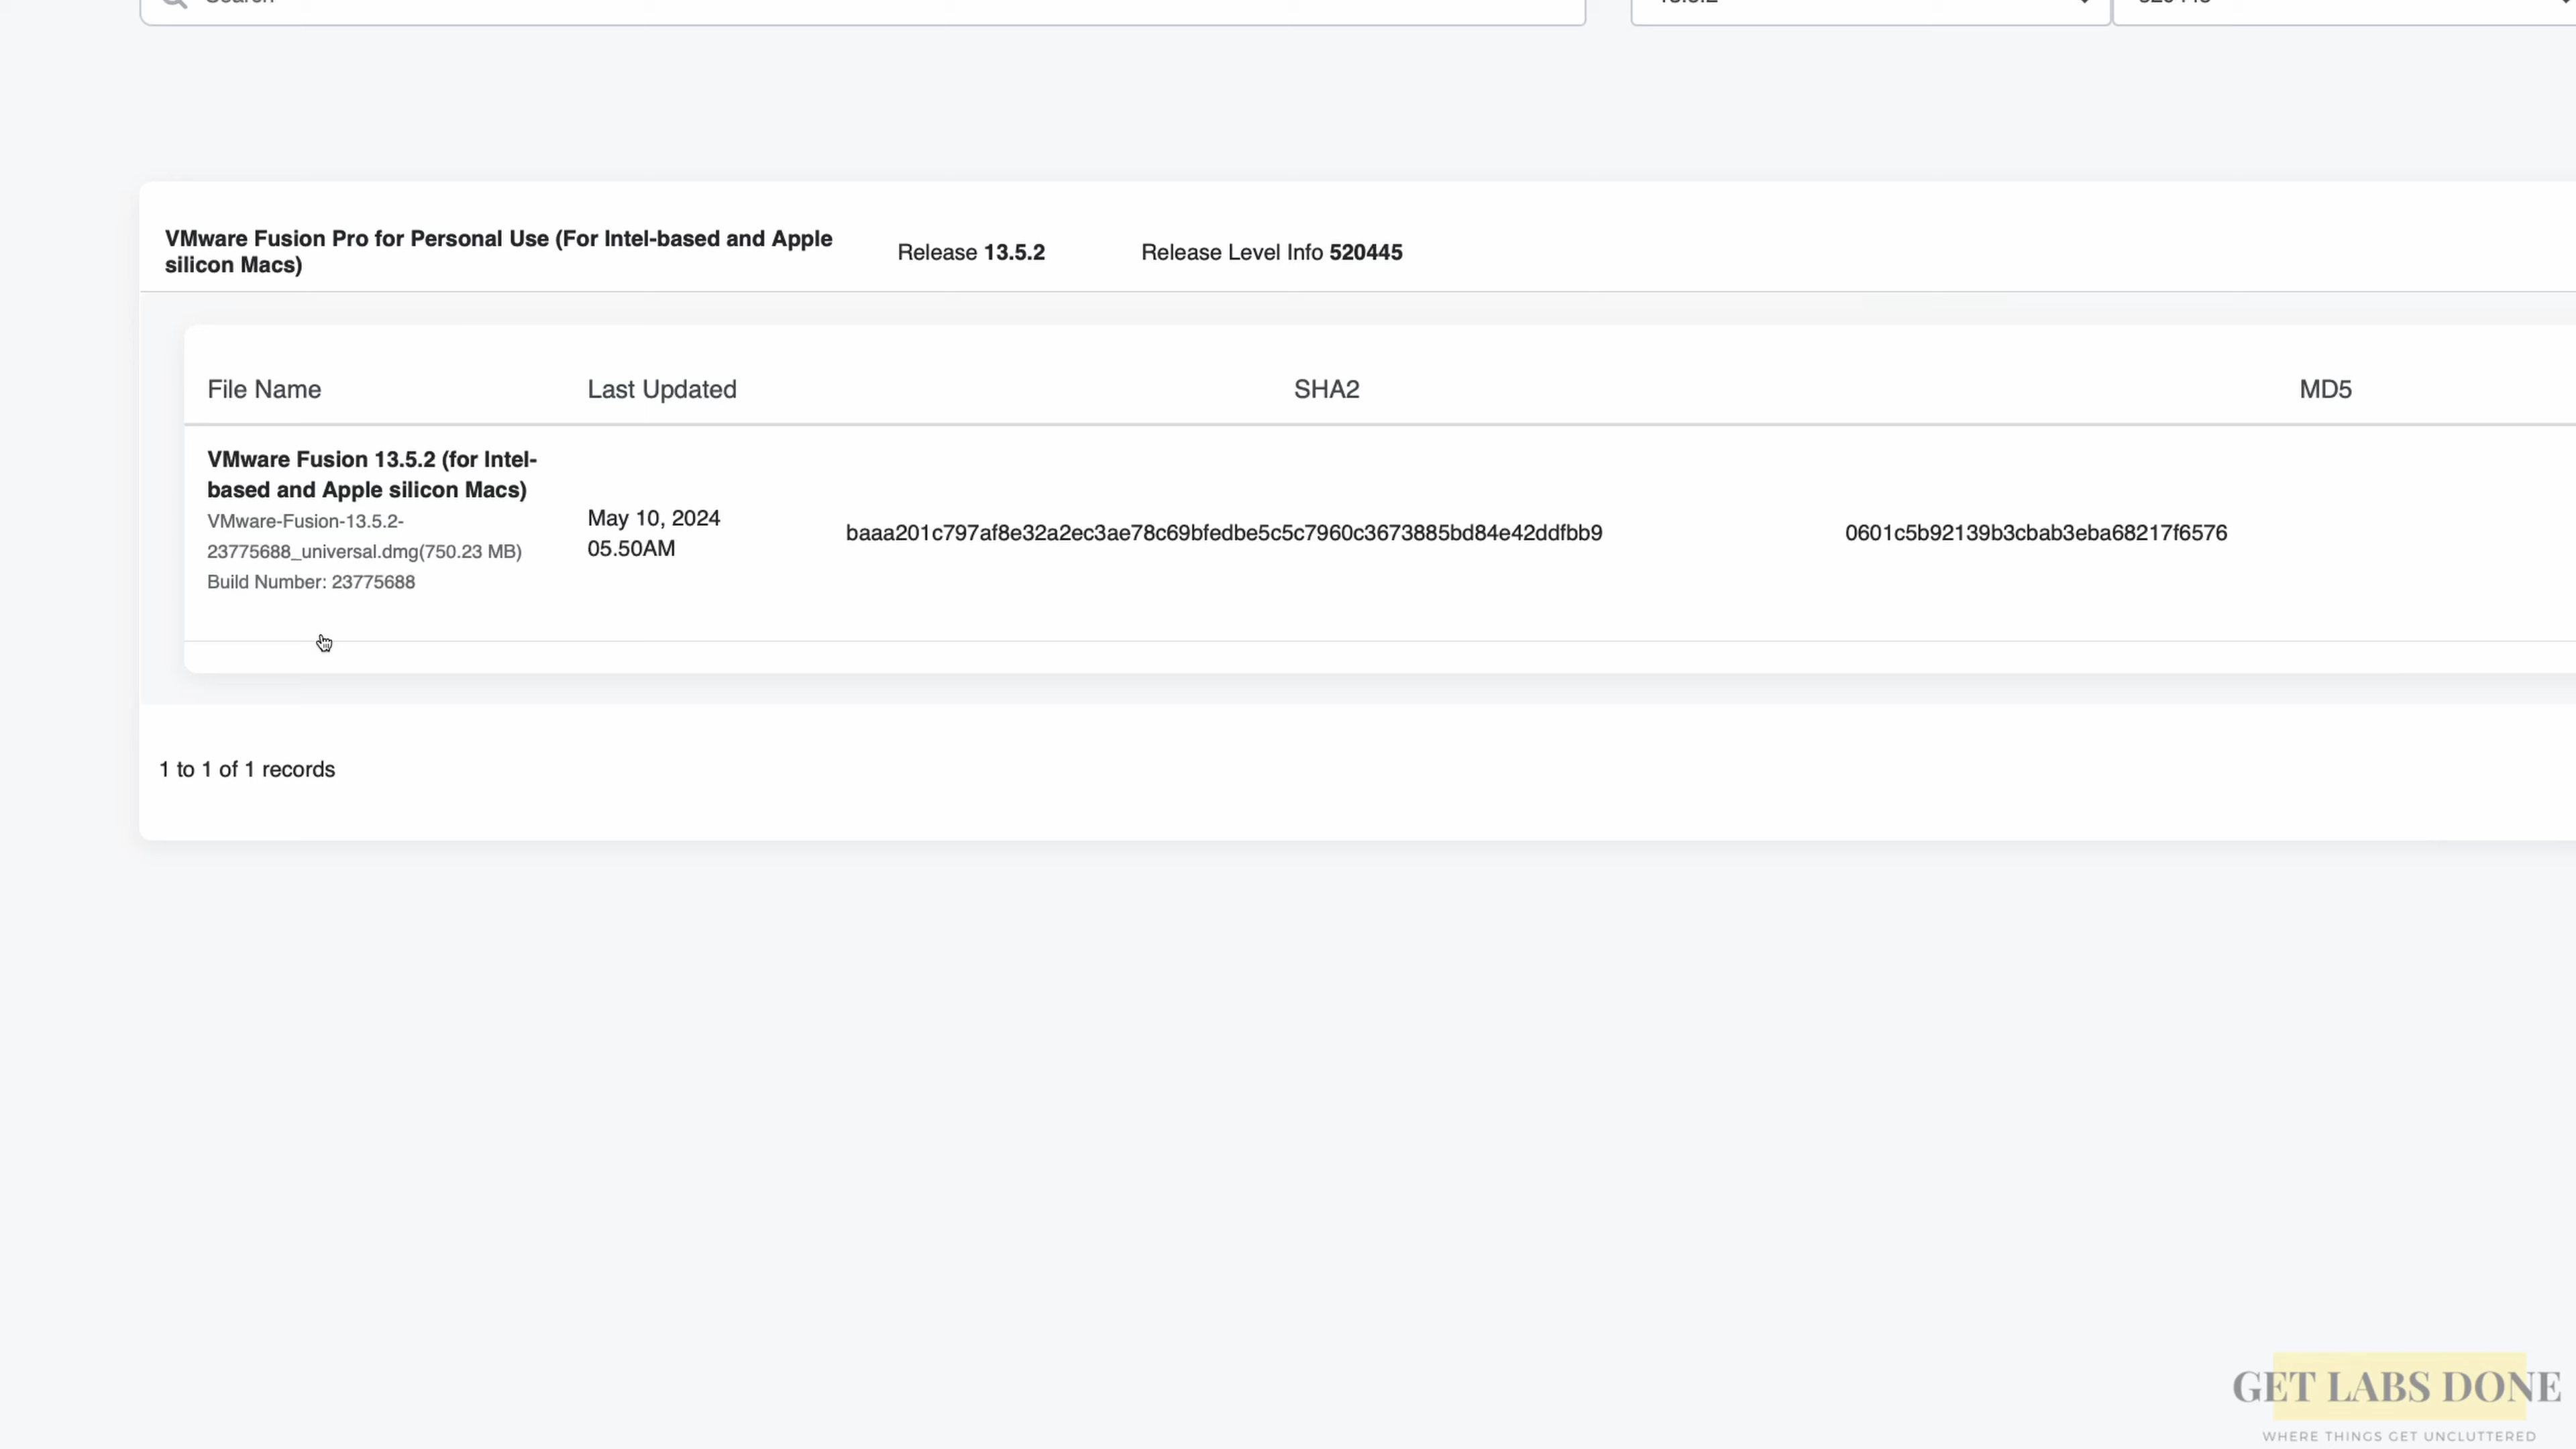 VMware Fusion Pro for Personal Use (For Intel-based and Apple
silicon Macs)
Release 13.5.2
Release Level Info 520445
File Name
Last Updated
SHA2
MD5
VMware Fusion 13.5.2 (for Intel-
based and Apple silicon Macs)
VMware-Fusion-13.5.2-
23775688_universal.dmg(750.23 MB)
Build Number: 23775688
May 10, 2024
05.50AM
baaa201c797af8e32a2ec3ae78c69bfedbe5c5c7960c3673885bd84e42ddfbb9
0601c5b92139b3cbab3eba68217f6576
1 to 1 of 1 records
GET LABS DONE
WHERE THINGS GET UNCLUTTERED